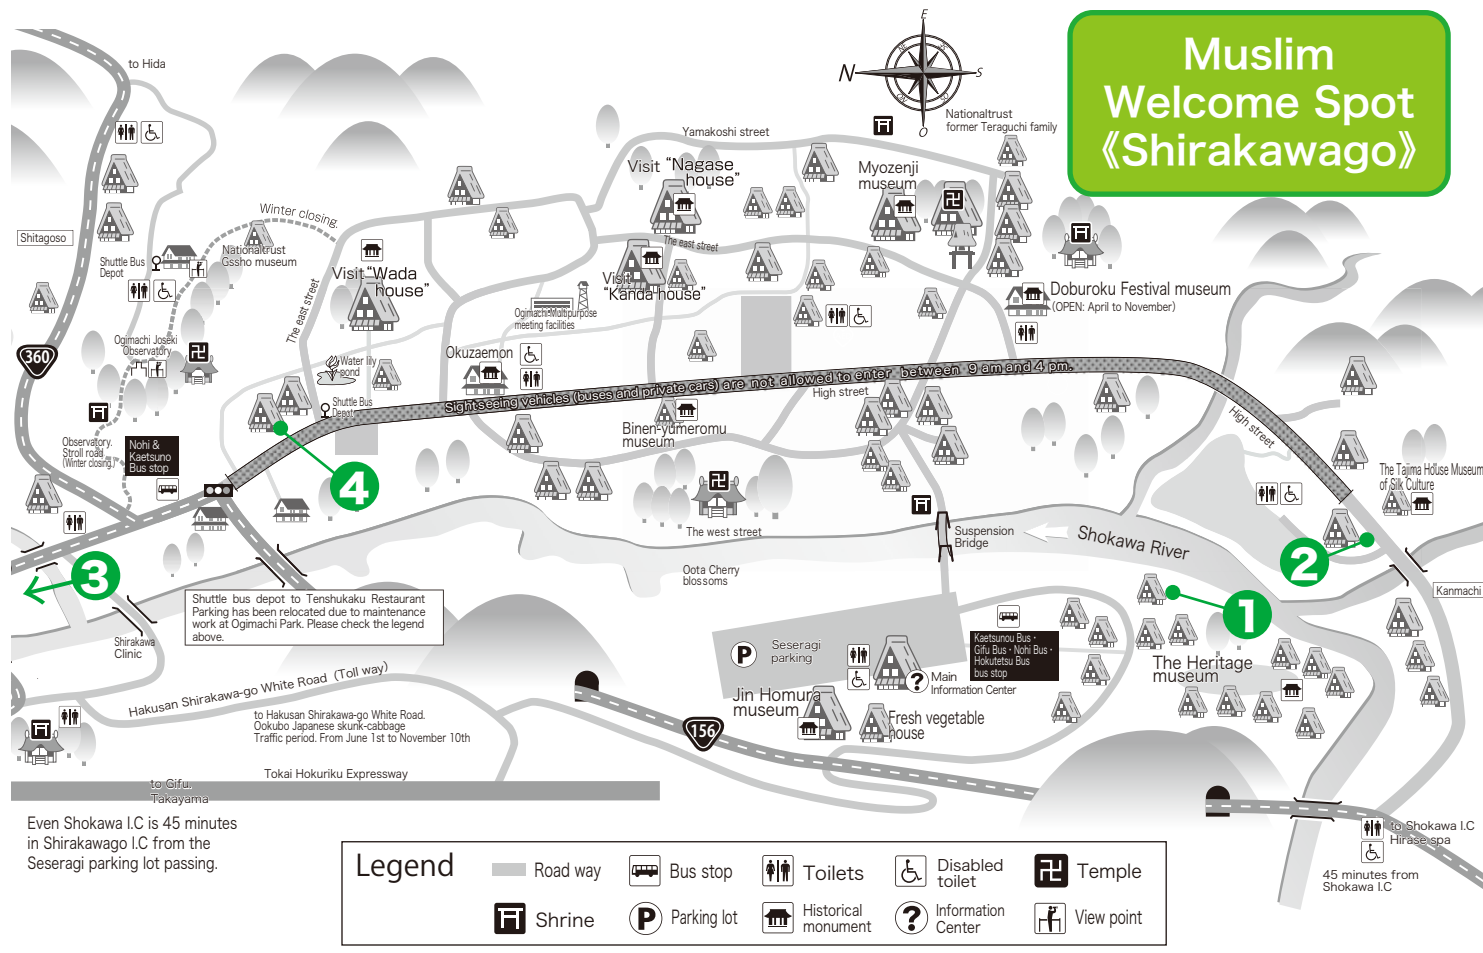 Muslim
Welcome Spot
《Shirakawago》
E
N
S
O
NE
to Hida
Yamakoshi street
Nationaltrust
former Teraguchi family
Visit “Nagase
house”
Myozenji
museum
Winter closing.
Shitagoso
Nationaltrust
Gssho museum
Shuttle Bus
Depot
The east street
Visit “Wada
house”
Visit
“Kanda house”
The east street
Doburoku Festival museum
(OPEN: April to November)
Ogimachi Multipurpose
meeting facilities
Ogimachi Joseki
Observatory
360
Okuzaemon
Water lily
pond
Shuttle Bus
Depot
Sightseeing vehicles (buses and private cars) are not allowed to enter between 9 am and 4 pm.
High street
High street
Binen-yumeromu
museum
Observatory.
Stroll road
(Winter closing.)
Nohi &
Kaetsuno
Bus stop
4
The Tajima House Museum
of Silk Culture
The west street
Suspension
Bridge
Shokawa River
Oota Cherry
blossoms
2
3
1
Kanmachi
Shuttle bus depot to Tenshukaku Restaurant
Parking has been relocated due to maintenance
work at Ogimachi Park. Please check the legend
above.
Shirakawa
Clinic
P
Seseragi
parking
Kaetsunou Bus・
Gifu Bus・Nohi Bus・
Hokutetsu Bus
bus stop
The Heritage
museum
?
Main
Information Center
Jin Homura
museum
Fresh vegetable
house
Hakusan Shirakawa-go White Road (Toll way)
to Hakusan Shirakawa-go White Road.
Ookubo Japanese skunk-cabbage
Traffic period. From June 1st to November 10th
156
Tokai Hokuriku Expressway
to Gifu.
Takayama
Even Shokawa I.C is 45 minutes
in Shirakawago I.C from the
Seseragi parking lot passing.
to Shokawa I.C
Hirase spa
45 minutes from
Shokawa I.C
Legend
Road way
Bus stop
Toilets
Disabled
toilet
卍 Temple
Shrine
P Parking lot
Historical
monument
? Information
Center
View point